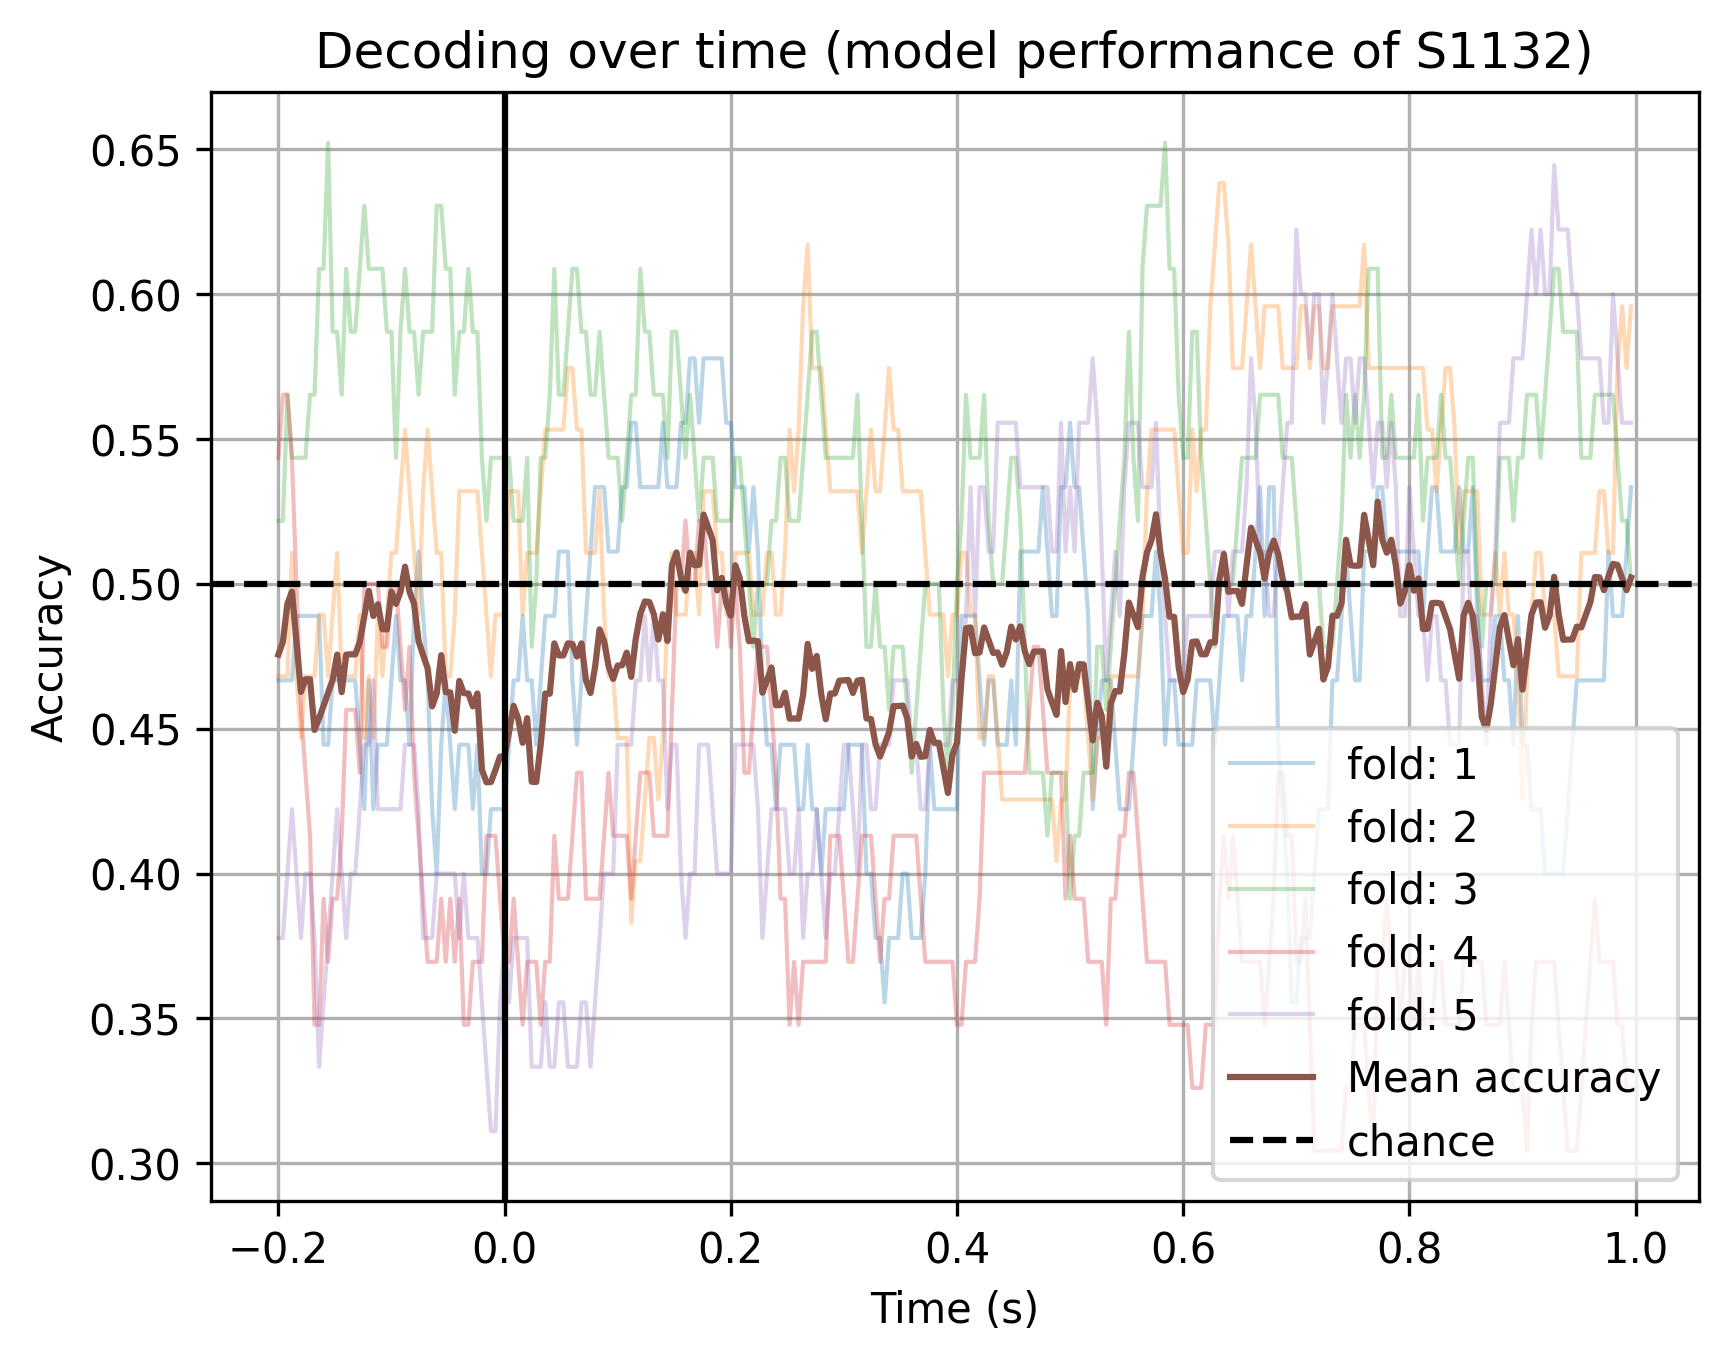 Decoding over time (model performance of S1132)
Accuracy
0.65
0.60
0.55
0.50
0.45
0.40
0.35
0.30
−0.2
0.0
0.2
0.4
0.6
0.8
1.0
Time (s)
fold: 1
fold: 2
fold: 3
fold: 4
fold: 5
Mean accuracy
chance